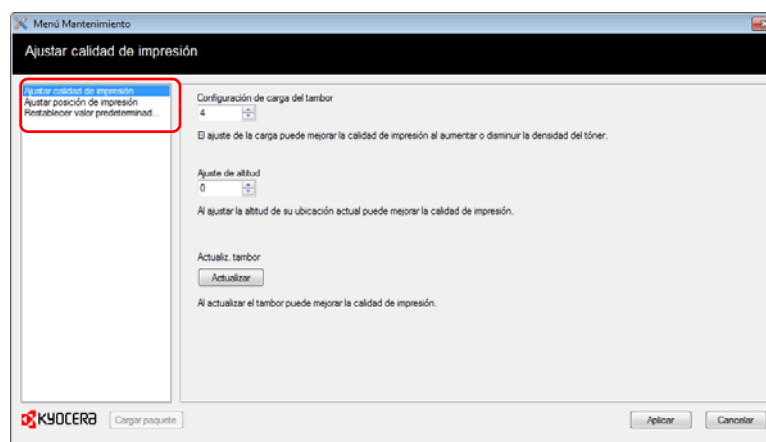 Menú Mantenimiento
Ajustar calidad de impresión
Ajustar calidad de impresión
Ajustar posición de impresión
Restablecer valor predeterminad...
Configuración de carga del tambor
4
El ajuste de la carga puede mejorar la calidad de impresión al aumentar o disminuir la densidad del tóner.
Ajuste de altitud
0
Al ajustar la altitud de su ubicación actual puede mejorar la calidad de impresión.
Actualiz. tambor
Actualizar
Al actualizar el tambor puede mejorar la calidad de impresión.
KYOCERA
Cargar paquete
Aplicar
Cancelar